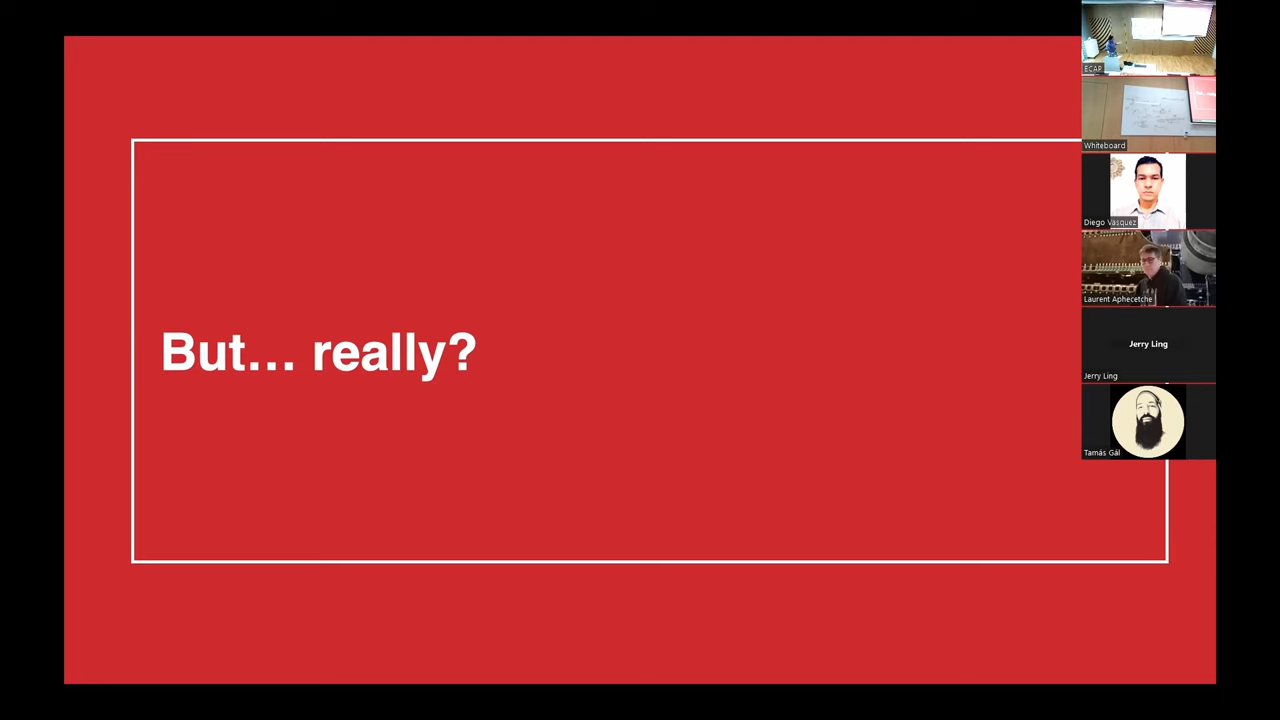 But... really?
ECAP
Whiteboard
Diego Vasquez
Laurent Aphecetche
Jerry Ling
Jerry Ling
Tamás Gál